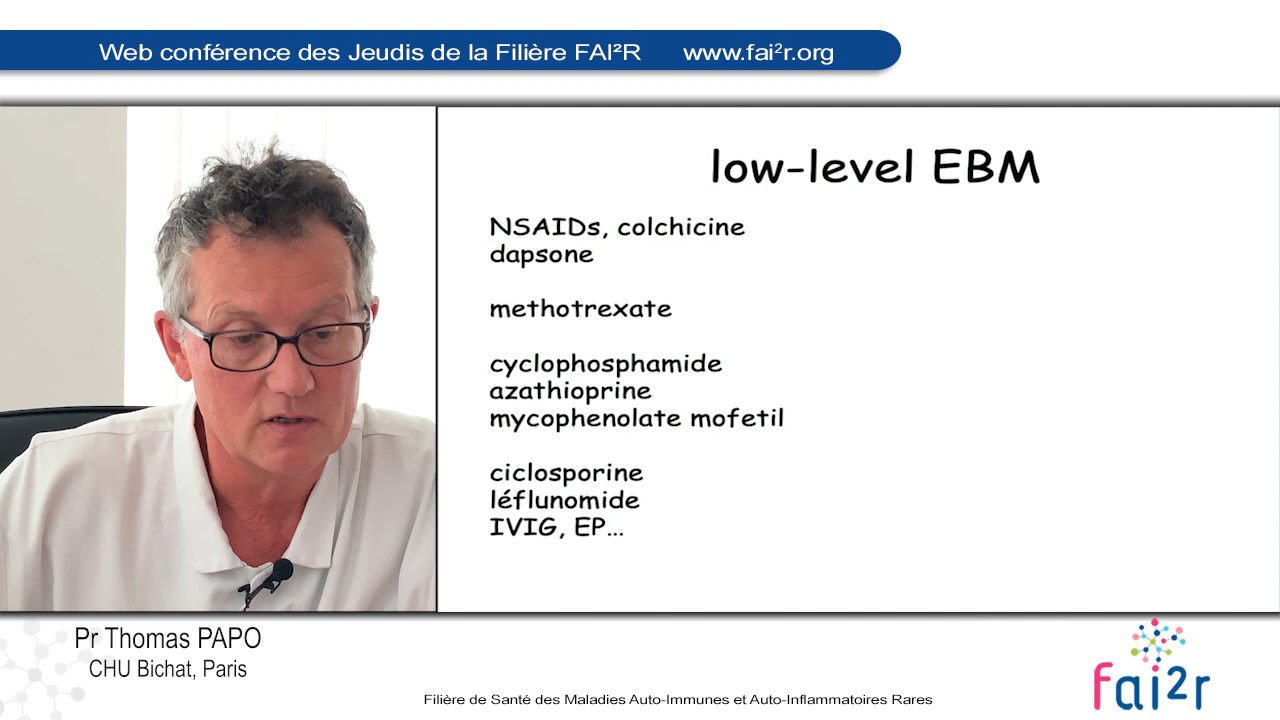 Web conférence des Jeudis de la Filière FAI²R www.fai²r.org
low-level EBM
NSAIDs, colchicine
dapsone
methotrexate
cyclophosphamide
azathioprine
mycophenolate mofetil
ciclosporine
léflunomide
IVIG, EP...
Pr Thomas PAPO
CHU Bichat, Paris
Filière de Santé des Maladies Auto-Immunes et Auto-Inflammatoires Rares
fai2r